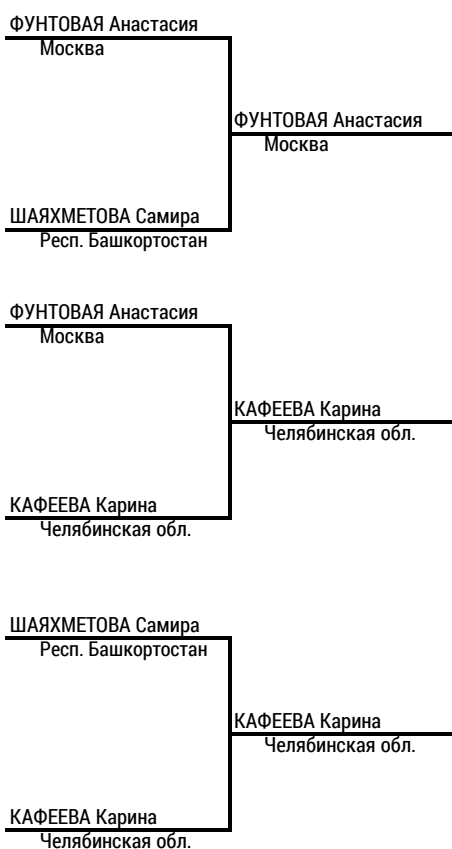 ФУНТОВАЯ Анастасия
Москва
ФУНТОВАЯ Анастасия
Москва
ШАЯХМЕТОВА Самира
Респ. Башкортостан
ФУНТОВАЯ Анастасия
Москва
КАФЕЕВА Карина
Челябинская обл.
КАФЕЕВА Карина
Челябинская обл.
ШАЯХМЕТОВА Самира
Респ. Башкортостан
КАФЕЕВА Карина
Челябинская обл.
КАФЕЕВА Карина
Челябинская обл.